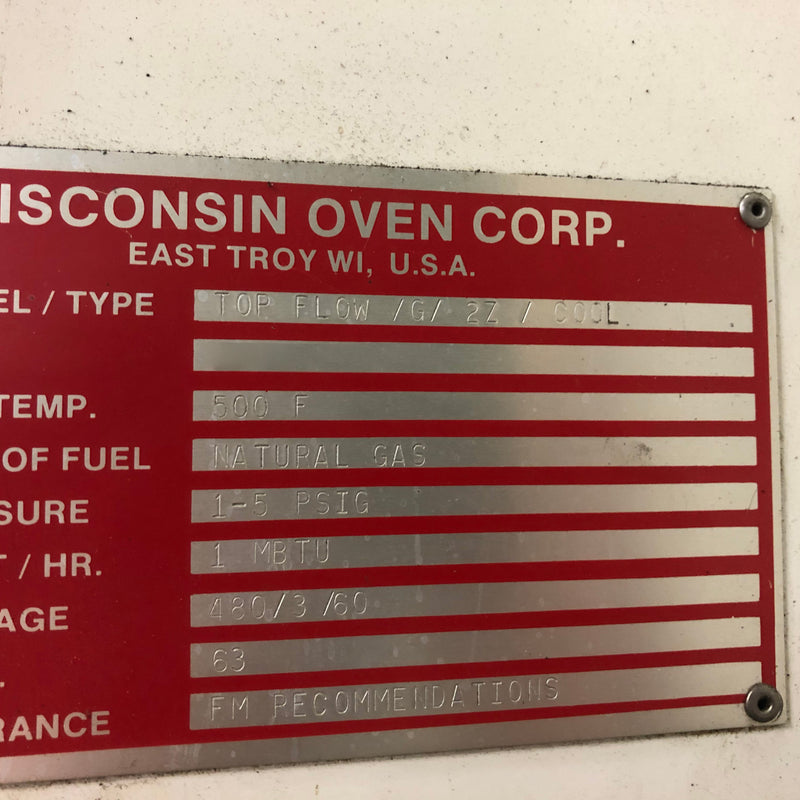 ISCONSIN OVEN CORP.
EAST TROY WI, U.S.A.
EL / TYPE TOP FLOW /G/ 2Z / COOL
TEMP. 500 F
OF FUEL NATURAL GAS
SURE 1-5 PSIG
T / HR. 1 MBTU
AGE 480/3/60
. 63
RANCE FM RECOMMENDATIONS